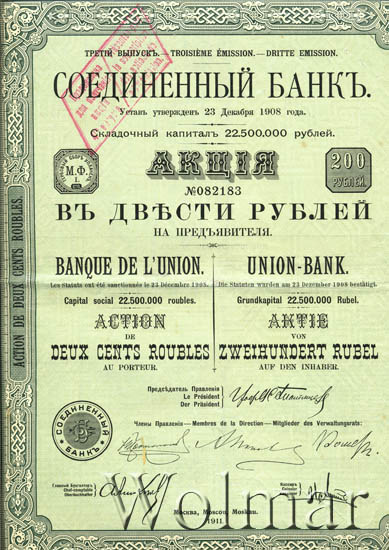 ТРЕТІЙ ВЫПУСКЪ. — TROISIÈME ÉMISSION. — DRITTE EMISSION.
СОЕДИНЕННЫЙ БАНКЪ.
Уставъ утвержденъ 23 Декабря 1908 года.
Складочный капиталъ 22.500.000 рублей.
АКЦІЯ
200 РУБЛЕЙ.
М.Ф.
№082183
ВЪ ДВѢСТИ РУБЛЕЙ
НА ПРЕДЪЯВИТЕЛЯ.
ACTION DE DEUX CENTS ROUBLES
BANQUE DE L'UNION.
Les Statuts ont été sanctionnés le 23 Décembre 1908.
Capital social 22.500.000 roubles.
ACTION
DE
DEUX CENTS ROUBLES
AU PORTEUR.
UNION-BANK.
Die Statuten wurden am 23 Dezember 1908 bestätigt.
Grundkapital 22.500.000 Rubel.
AKTIE
VON
ZWEIHUNDERT RUBEL
AUF DEN INHABER.
Предсѣдатель Правленія
Le Président
Der Präsident
Члены Правленія — Membres de la Direction — Mitglieder des Verwaltungsrats:
СОЕДИНЕННЫЙ
БАНКЪ
Главный Бухгалтеръ
Chef-comptable
Oberbuchhalter
Кассиръ
Caissier
Москва, Moscou, Moskau.
1911.
Wolmar